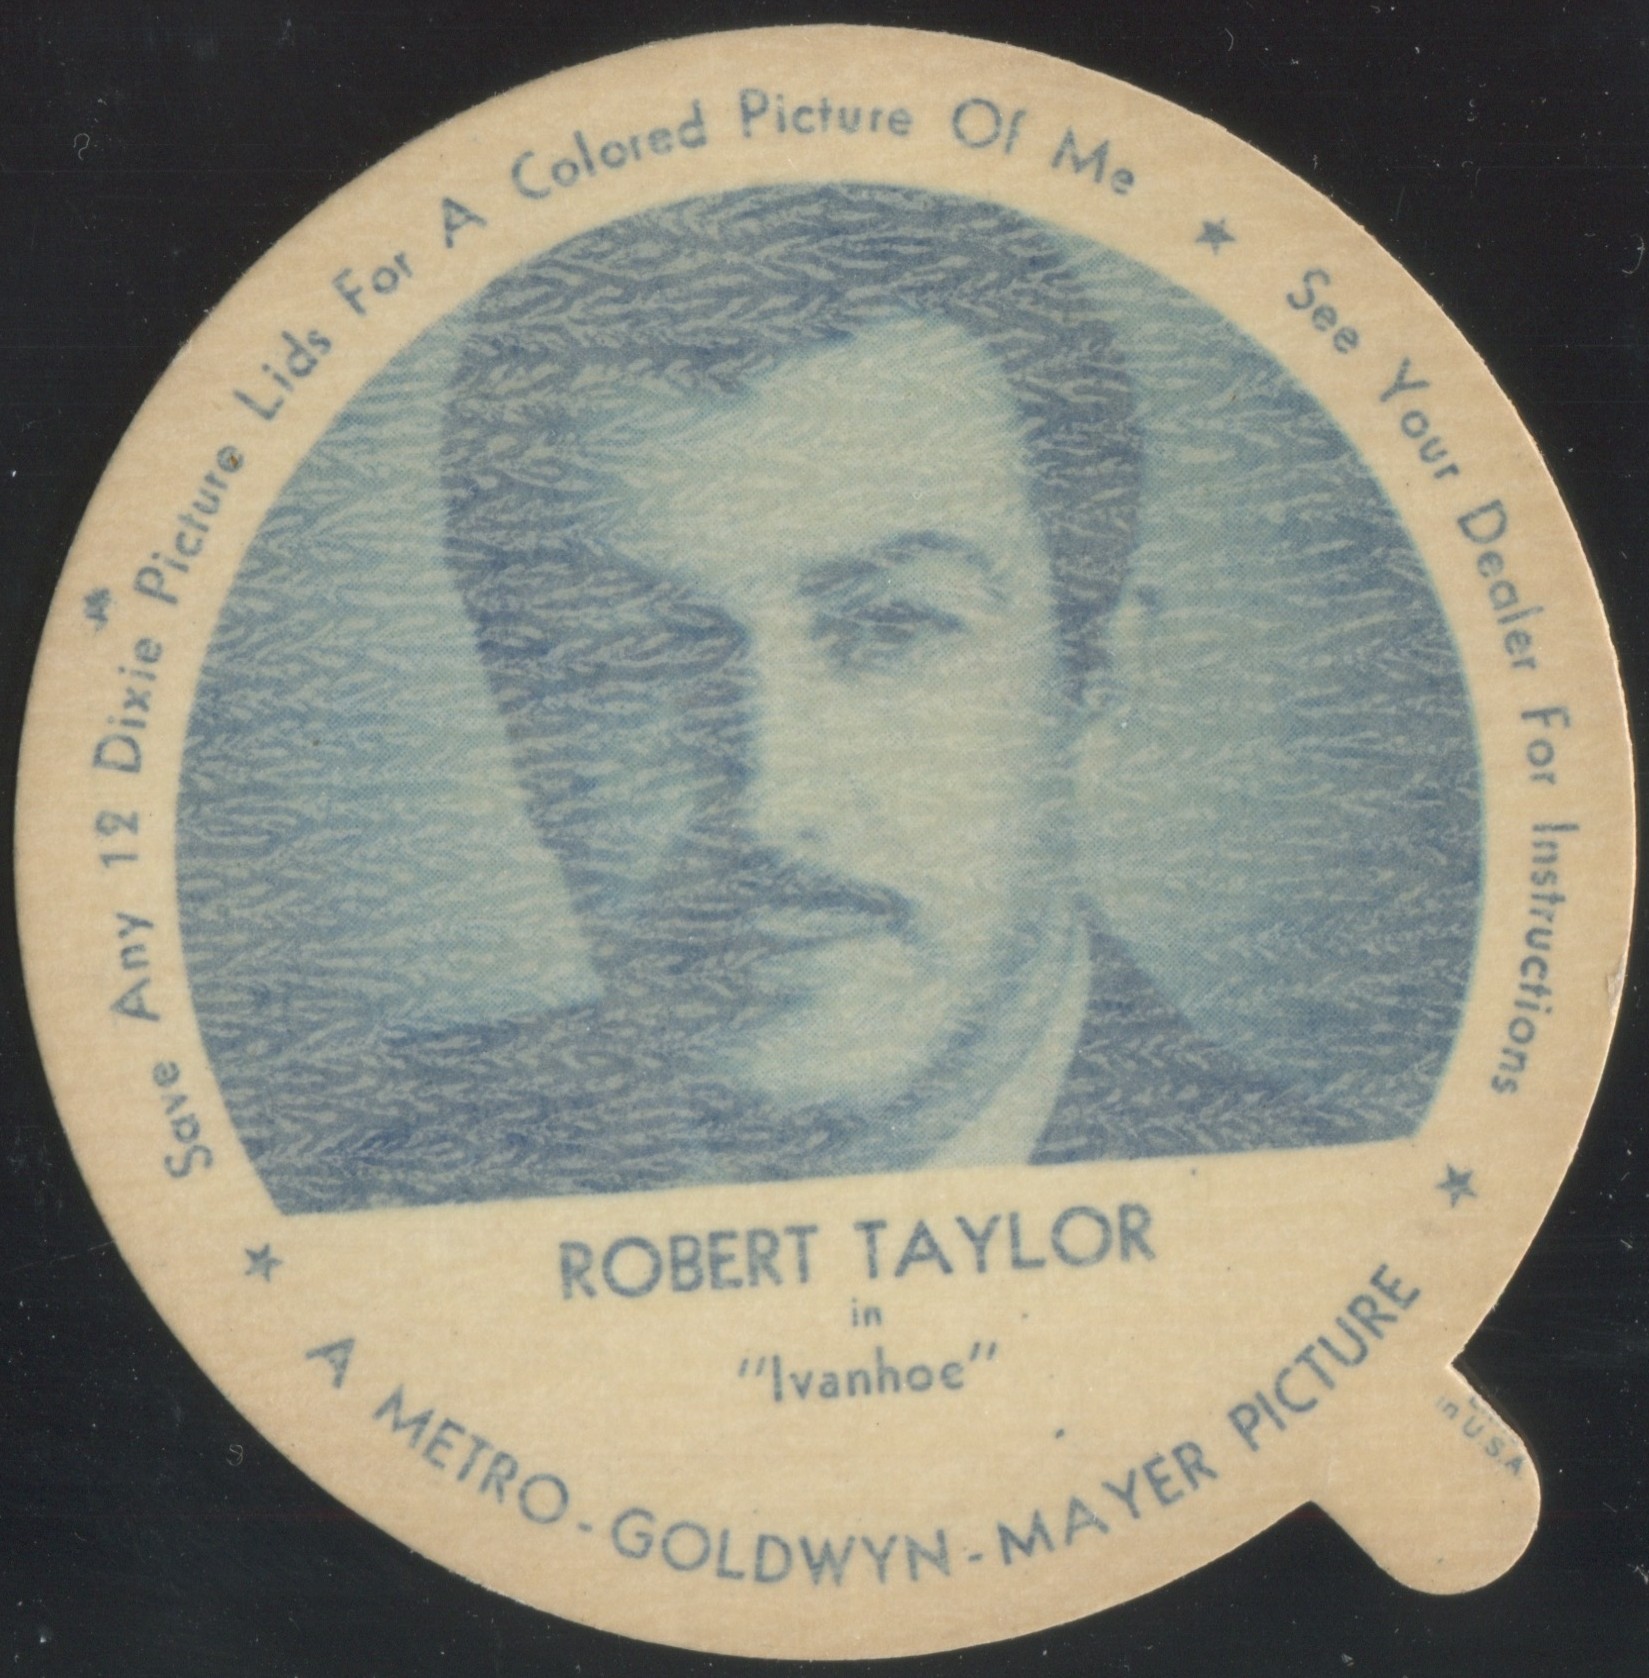 Save Any 12 Dixie Picture Lids For A Colored Picture Of Me ★ See Your Dealer For Instructions
ROBERT TAYLOR
in
"Ivanhoe"
★ A METRO-GOLDWYN-MAYER PICTURE ★
in U.S.A